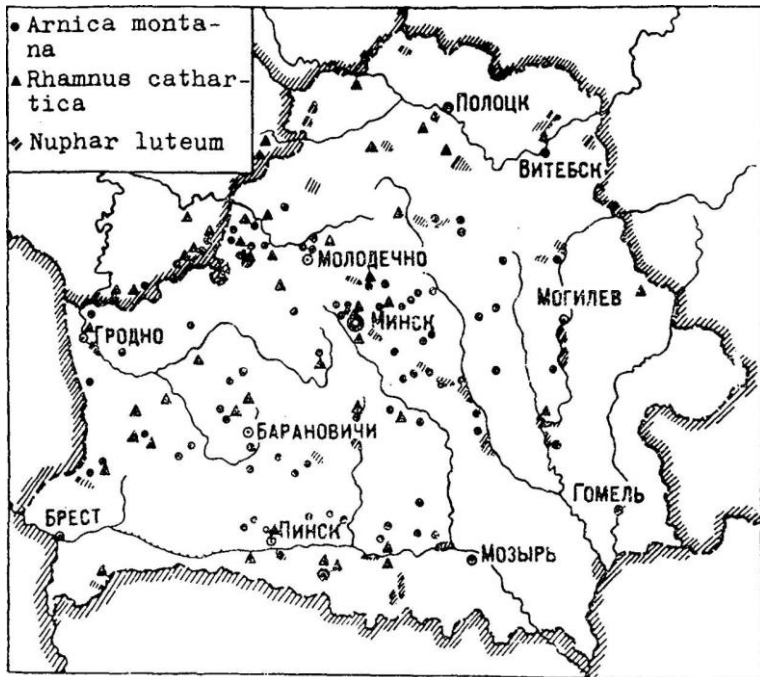 Arnica monta-
na
Rhamnus cathar-
tica
Nuphar luteum
ПОЛОЦК
ВИТЕБСК
МОЛОДЕЧНО
МОГИЛЕВ
МИНСК
ГРОДНО
БАРАНОВИЧИ
ГОМЕЛЬ
БРЕСТ
ПИНСК
МОЗЫРЬ